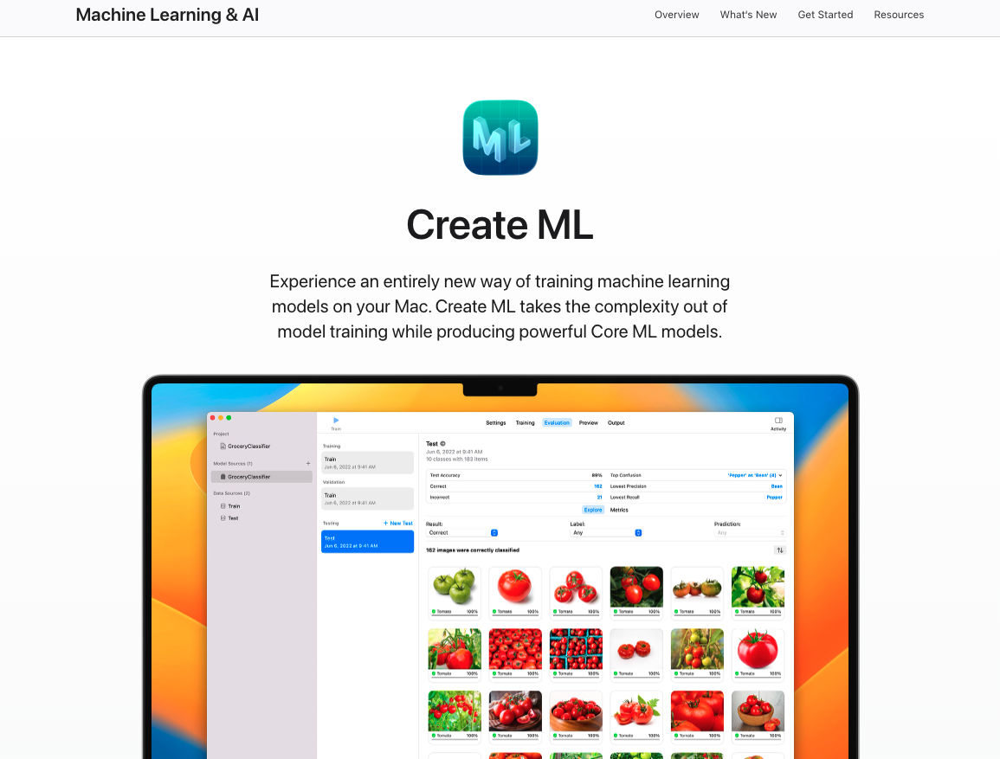 Machine Learning & AI
Overview What's New Get Started Resources
ML
Create ML
Experience an entirely new way of training machine learning
models on your Mac. Create ML takes the complexity out of
model training while producing powerful Core ML models.
Train
Settings Training Evaluation Preview Output
Activity
Project
GroceryClassifier
Model Sources (1) +
GroceryClassifier
Data Sources (2)
Train
Test
Training
Train
Jun 6, 2022 at 9:41 AM
Validation
Train
Jun 6, 2022 at 9:41 AM
Testing + New Test
Test
Jun 6, 2022 at 9:41 AM
Test
Jun 6, 2022 at 9:41 AM
10 classes with 183 items
Test Accuracy 89% Top Confusion 'Pepper' as 'Bean' (4)
Correct 162 Lowest Precision Bean
Incorrect 21 Lowest Recall Pepper
Explore Metrics
Result: Label: Prediction:
Correct Any Any
162 images were correctly classified
Tomato 100% Tomato 100% Tomato 100% Tomato 100% Tomato 100% Tomato 100%
Tomato 100% Tomato 100% Tomato 100% Tomato 100% Tomato 100% Tomato 100%
Tomato 100% Tomato 100% Tomato 100% Tomato 100% Tomato 100% Tomato 100%